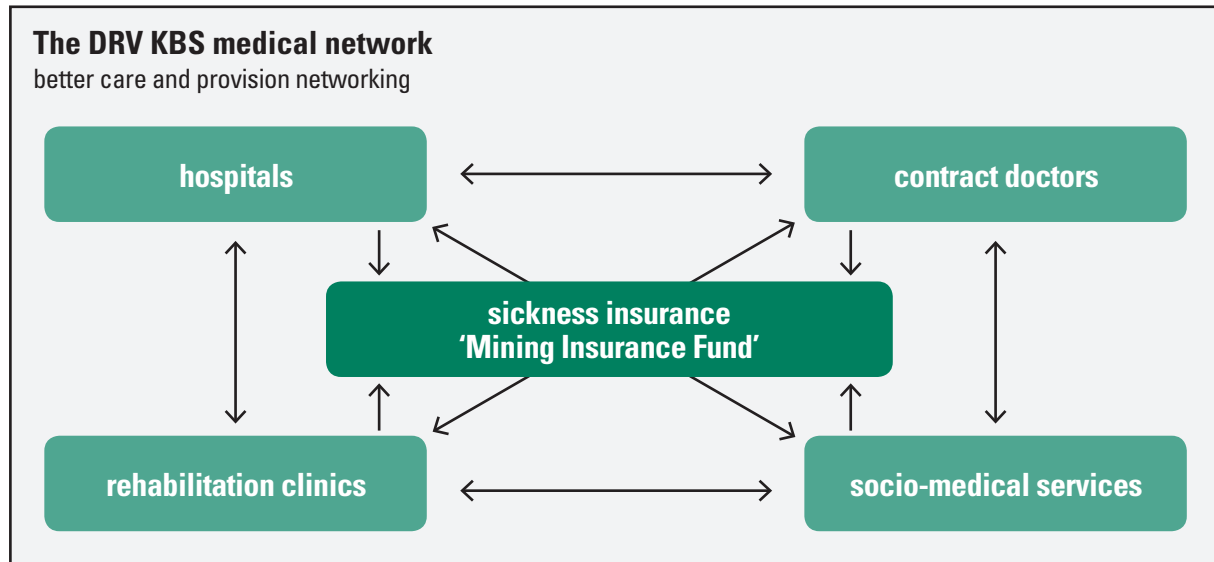 The DRV KBS medical network
better care and provision networking
hospitals
contract doctors
sickness insurance
‘Mining Insurance Fund’
rehabilitation clinics
socio-medical services